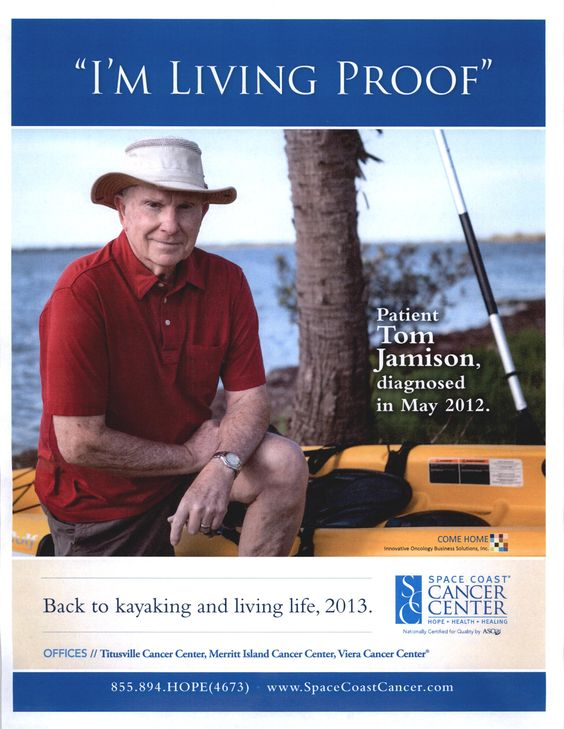 “I’M LIVING PROOF”
Patient
Tom
Jamison,
diagnosed
in May 2012.
COME HOME
Innovative Oncology Business Solutions, Inc.
Back to kayaking and living life, 2013.
SPACE COAST
CANCER
CENTER
HOPE • HEALTH • HEALING
Nationally Certified for Quality by ASCO
OFFICES // Titusville Cancer Center, Merritt Island Cancer Center, Viera Cancer Center®
855.894.HOPE(4673) · www.SpaceCoastCancer.com